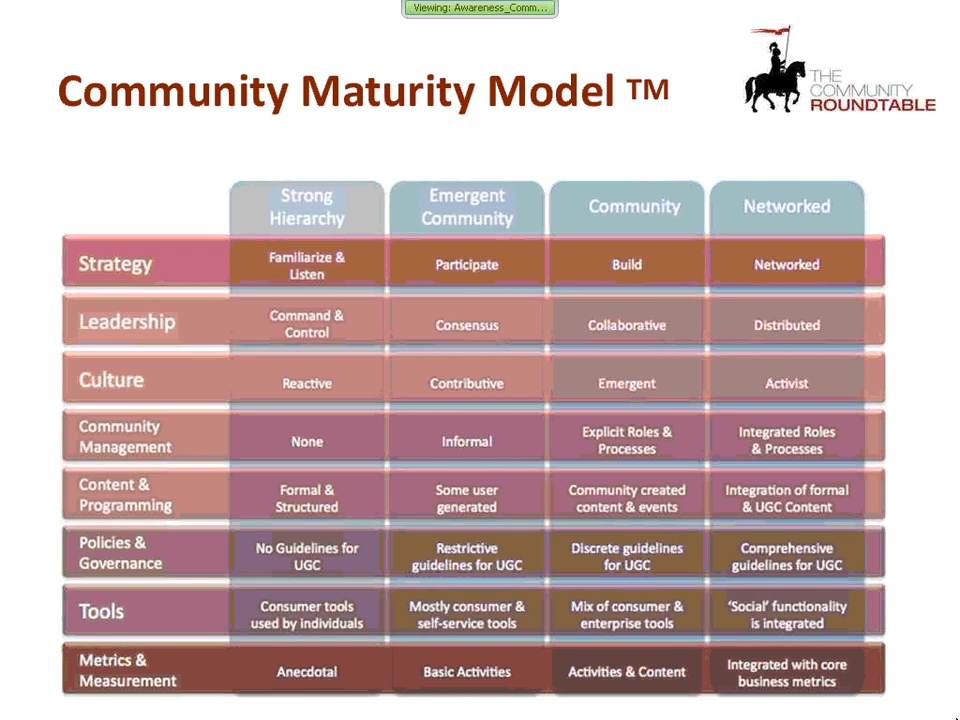 Viewing: Awareness_Comm...
Community Maturity Model TM
THE
COMMUNITY
ROUNDTABLE
Strong
Hierarchy
Emergent
Community
Community
Networked
Strategy
Familiarize &
Listen
Participate
Build
Networked
Leadership
Command &
Control
Consensus
Collaborative
Distributed
Culture
Reactive
Contributive
Emergent
Activist
Community
Management
None
Informal
Explicit Roles &
Processes
Integrated Roles
& Processes
Content &
Programming
Formal &
Structured
Some user
generated
Community created
content & events
Integration of formal
& UGC Content
Policies &
Governance
No Guidelines for
UGC
Restrictive
guidelines for UGC
Discrete guidelines
for UGC
Comprehensive
guidelines for UGC
Tools
Consumer tools
used by individuals
Mostly consumer &
self-service tools
Mix of consumer &
enterprise tools
‘Social’ functionality
is integrated
Metrics &
Measurement
Anecdotal
Basic Activities
Activities & Content
Integrated with core
business metrics